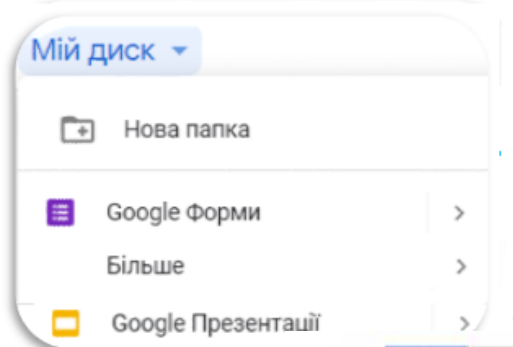 Мій диск
Нова папка
Google Форми
Більше
Google Презентації